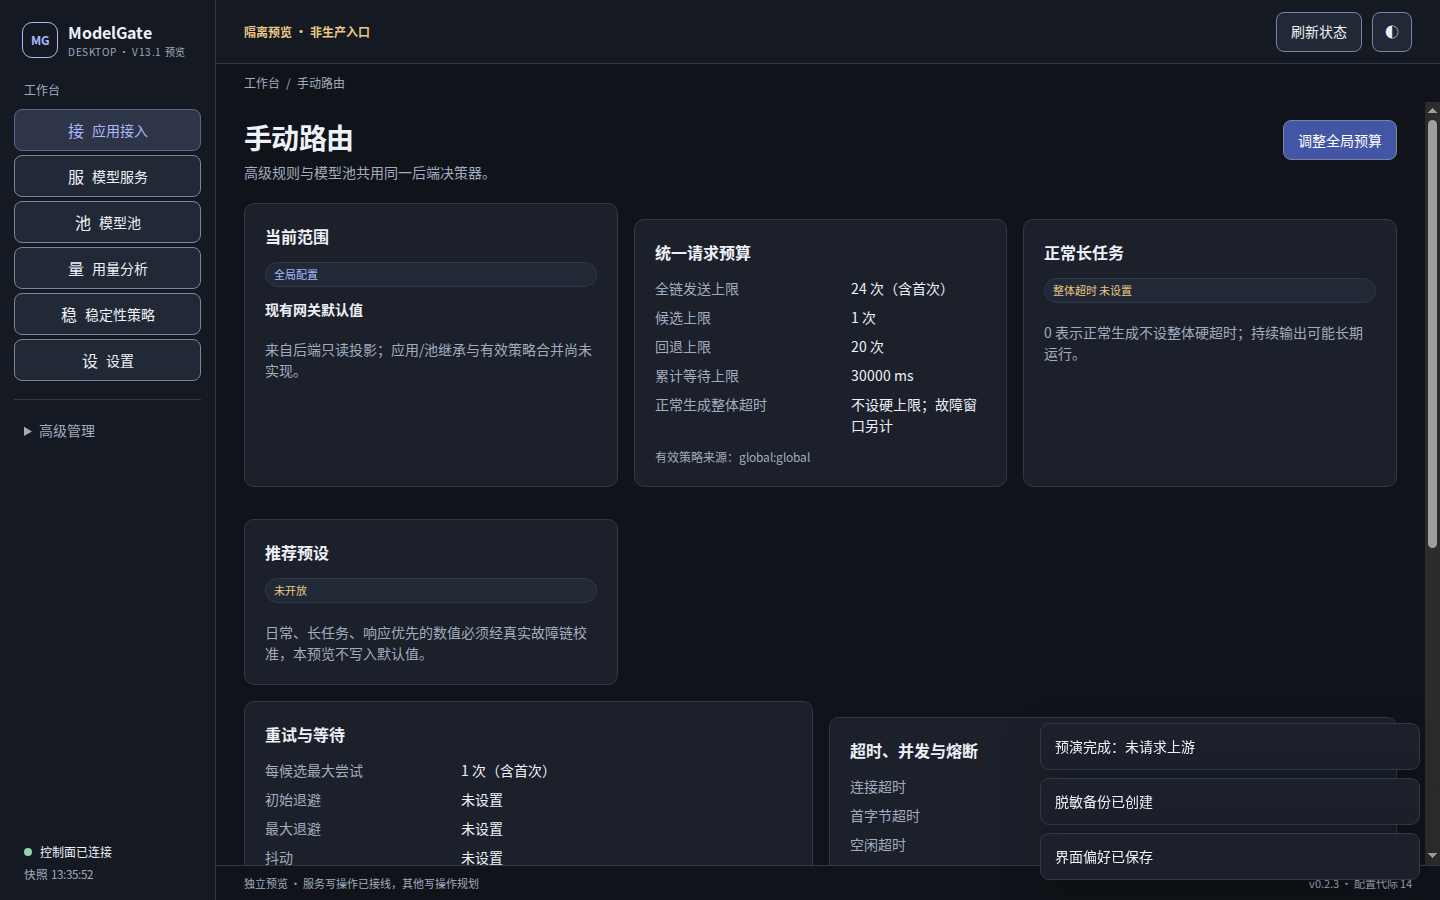 MG
ModelGate
DESKTOP · V13.1 预览
工作台
接 应用接入
服 模型服务
池 模型池
量 用量分析
稳 稳定性策略
设 设置
▶ 高级管理
控制面已连接
快照 13:35:52
隔离预览 · 非生产入口
刷新状态
工作台 / 手动路由
手动路由
高级规则与模型池共用同一后端决策器。
调整全局预算
当前范围
全局配置
现有网关默认值
来自后端只读投影；应用/池继承与有效策略合并尚未
实现。
统一请求预算
全链发送上限 24 次（含首次）
候选上限 1 次
回退上限 20 次
累计等待上限 30000 ms
正常生成整体超时 不设硬上限；故障窗
口另计
有效策略来源：global:global
正常长任务
整体超时 未设置
0 表示正常生成不设整体硬超时；持续输出可能长期
运行。
推荐预设
未开放
日常、长任务、响应优先的数值必须经真实故障链校
准，本预览不写入默认值。
重试与等待
每候选最大尝试 1 次（含首次）
初始退避 未设置
最大退避 未设置
抖动 未设置
超时、并发与熔断
连接超时
首字节超时
空闲超时
预演完成：未请求上游
脱敏备份已创建
界面偏好已保存
独立预览 · 服务写操作已接线，其他写操作规划
v0.2.3 · 配置代际 14